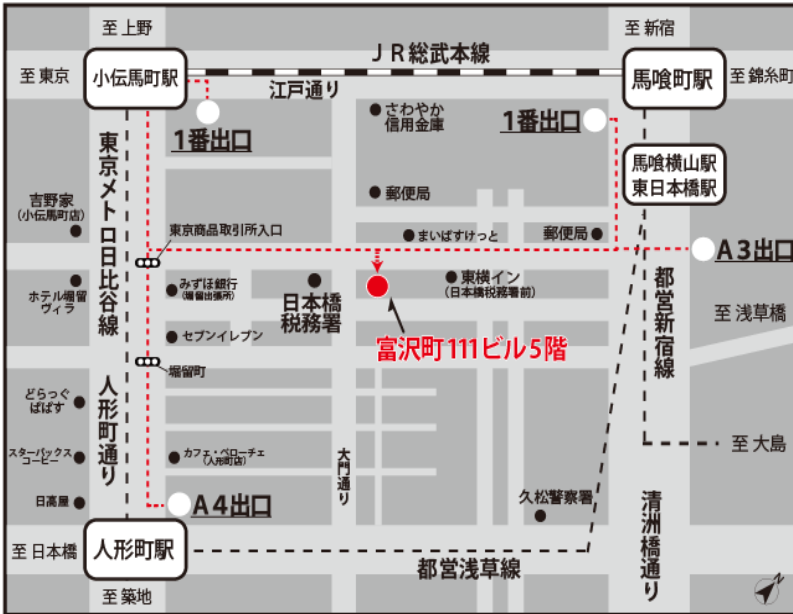 至 上野
至 新宿
ＪＲ総武本線
至 東京
小伝馬町駅
馬喰町駅
至 錦糸町
江戸通り
1番出口
さわやか
信用金庫
1番出口
馬喰横山駅
東日本橋駅
東京メトロ日比谷線
吉野家
(小伝馬町店)
郵便局
東京商品取引所入口
まいばすけっと
郵便局
A3出口
ホテル堀留
ヴィラ
みずほ銀行
(堀留出張所)
日本橋
税務署
東横イン
(日本橋税務署前)
都営新宿線
至 浅草橋
セブンイレブン
富沢町111ビル5階
堀留町
人形町通り
どらっぐ
ぱぱす
スターバックス
コーヒー
カフェ・ベローチェ
(人形町店)
大門通り
至 大島
日高屋
A4出口
久松警察署
清洲橋通り
至 日本橋
人形町駅
都営浅草線
至 築地
N